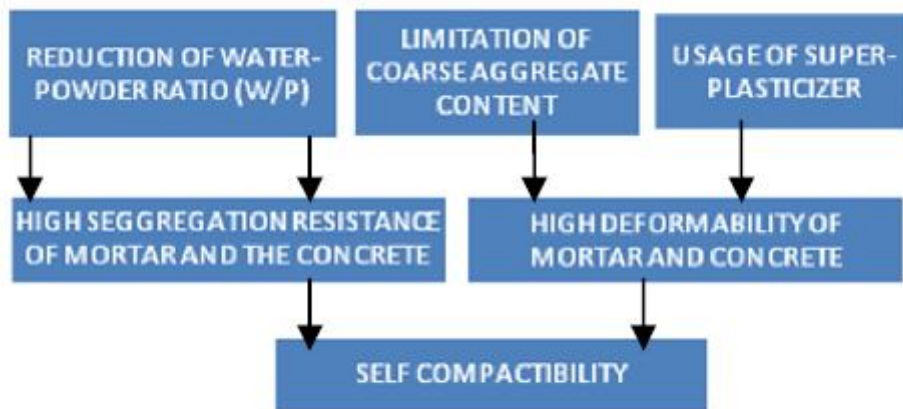 REDUCTION OF WATER-
POWDER RATIO (W/P)
LIMITATION OF
COARSE AGGREGATE
CONTENT
USAGE OF SUPER-
PLASTICIZER
HIGH SEGGREGATION RESISTANCE
OF MORTAR AND THE CONCRETE
HIGH DEFORMABILITY OF
MORTAR AND CONCRETE
SELF COMPACTIBILITY